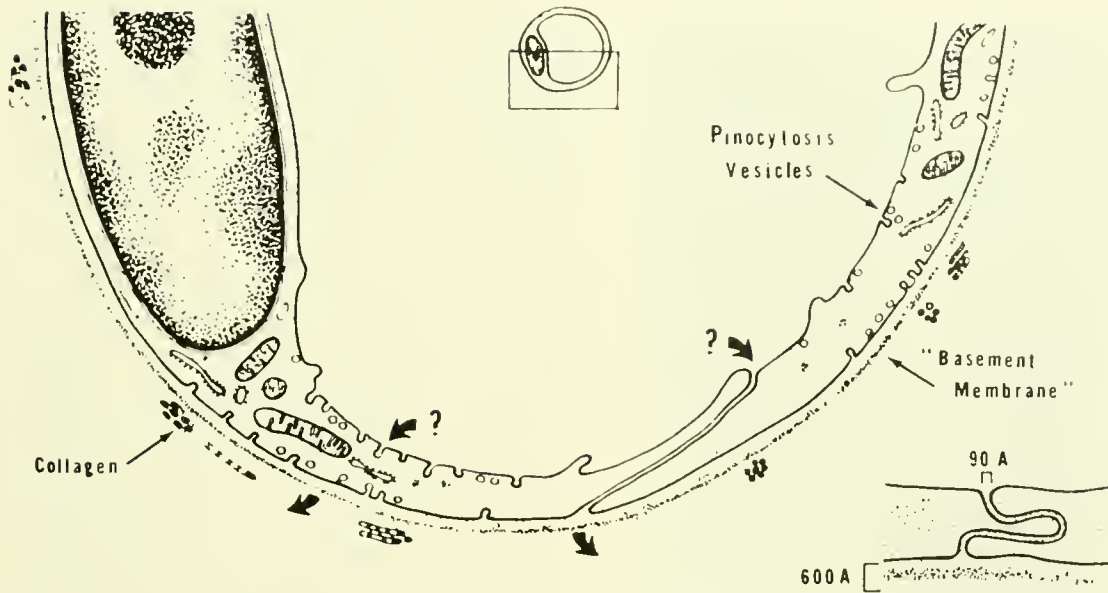 Pinocytosis
Vesicles
?
"Basement
Membrane"
?
Collagen
90 A
600 A